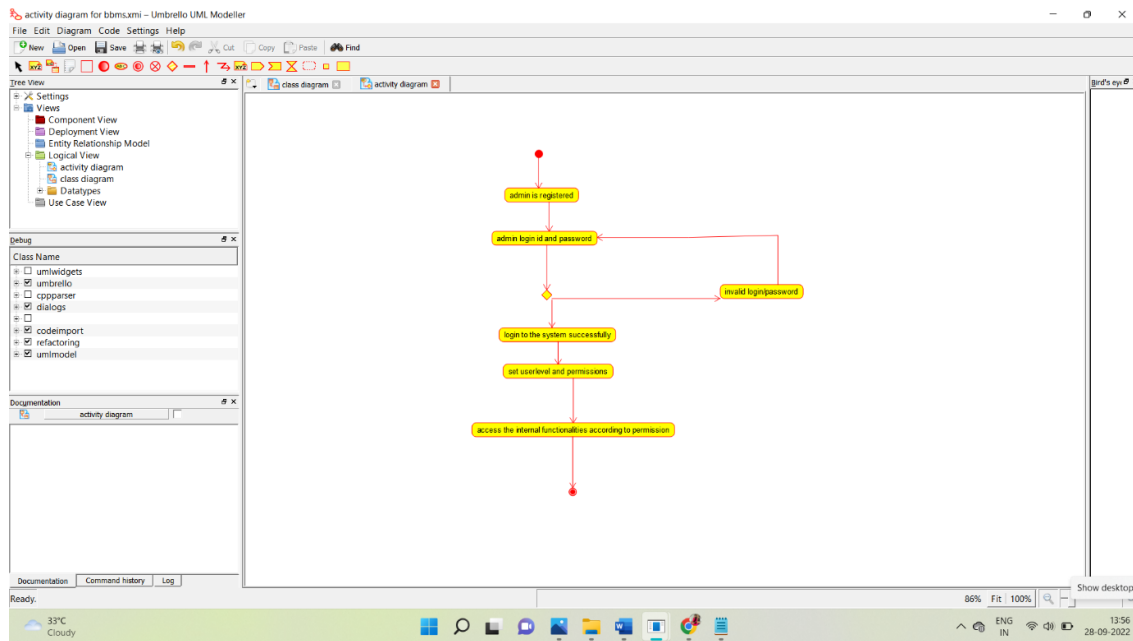 activity diagram for bbms.xmi – Umbrello UML Modeller
File Edit Diagram Code Settings Help
New Open Save Cut Copy Paste Find
Tree View
Settings
Views
Component View
Deployment View
Entity Relationship Model
Logical View
activity diagram
class diagram
Datatypes
Use Case View
Debug
Class Name
umlwidgets
umbrello
cppparser
dialogs
codeimport
refactoring
umlmodel
Documentation
activity diagram
Documentation Command history Log
class diagram activity diagram
Bird's eye
admin is registered
admin login id and password
invalid login/password
login to the system successfully
set userlevel and permissions
access the internal functionalities according to permission
Ready.
86% Fit 100%
Show desktop
33°C
Cloudy
ENG
IN
13:56
28-09-2022